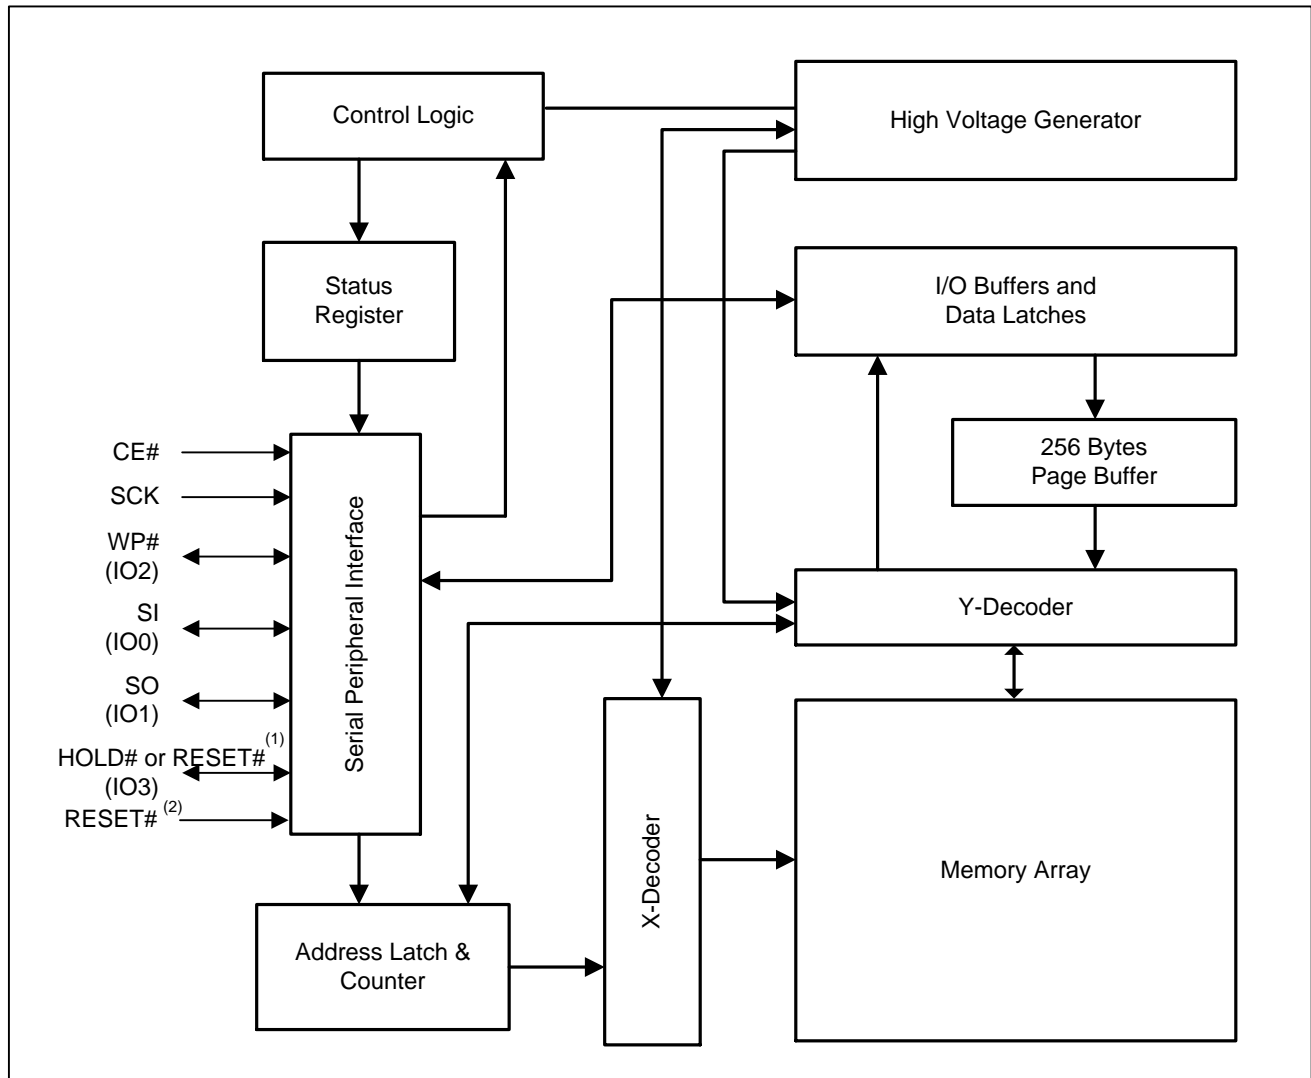 Control Logic
High Voltage Generator
Status
Register
I/O Buffers and
Data Latches
256 Bytes
Page Buffer
CE#
SCK
WP#
(IO2)
SI
(IO0)
SO
(IO1)
HOLD# or RESET# (1)
(IO3)
RESET# (2)
Serial Peripheral Interface
Y-Decoder
X-Decoder
Memory Array
Address Latch &
Counter